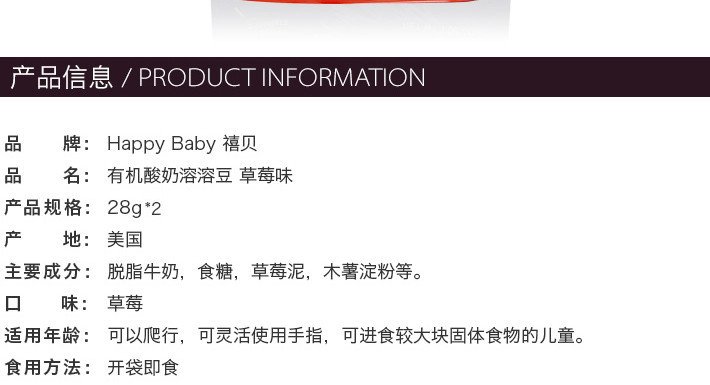 产品信息 / PRODUCT INFORMATION
品 牌： Happy Baby 禧贝
品 名： 有机酸奶溶溶豆 草莓味
产品规格： 28g*2
产 地： 美国
主要成分： 脱脂牛奶，食糖，草莓泥，木薯淀粉等。
口 味： 草莓
适用年龄： 可以爬行，可灵活使用手指，可进食较大块固体食物的儿童。
食用方法： 开袋即食